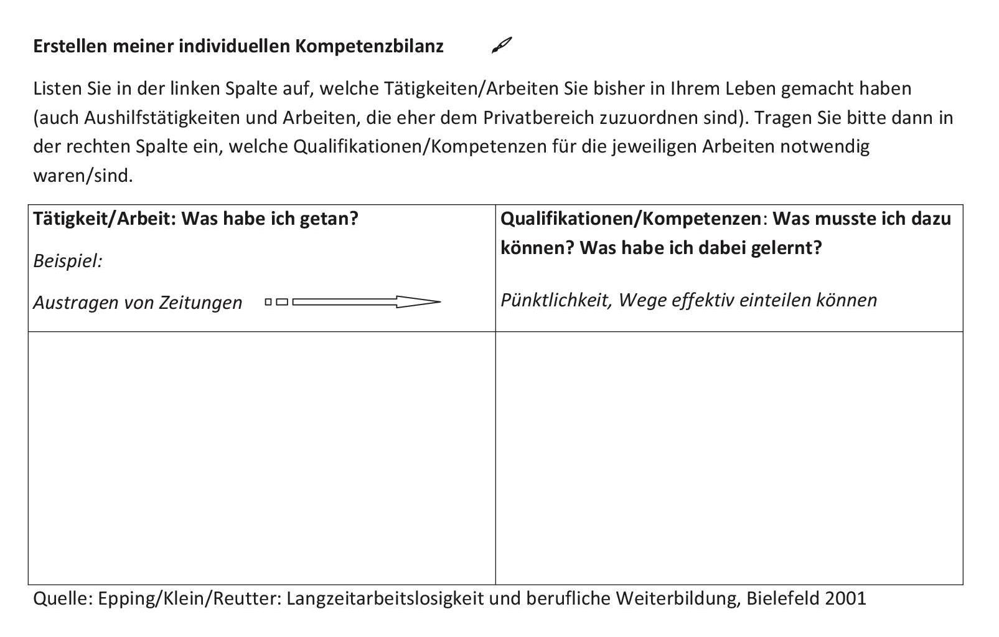 Erstellen meiner individuellen Kompetenzbilanz
Listen Sie in der linken Spalte auf, welche Tätigkeiten/Arbeiten Sie bisher in Ihrem Leben gemacht haben
(auch Aushilfstätigkeiten und Arbeiten, die eher dem Privatbereich zuzuordnen sind). Tragen Sie bitte dann in
der rechten Spalte ein, welche Qualifikationen/Kompetenzen für die jeweiligen Arbeiten notwendig
waren/sind.
Tätigkeit/Arbeit: Was habe ich getan?
Beispiel:
Austragen von Zeitungen
Qualifikationen/Kompetenzen: Was musste ich dazu
können? Was habe ich dabei gelernt?
Pünktlichkeit, Wege effektiv einteilen können
Quelle: Epping/Klein/Reutter: Langzeitarbeitslosigkeit und berufliche Weiterbildung, Bielefeld 2001